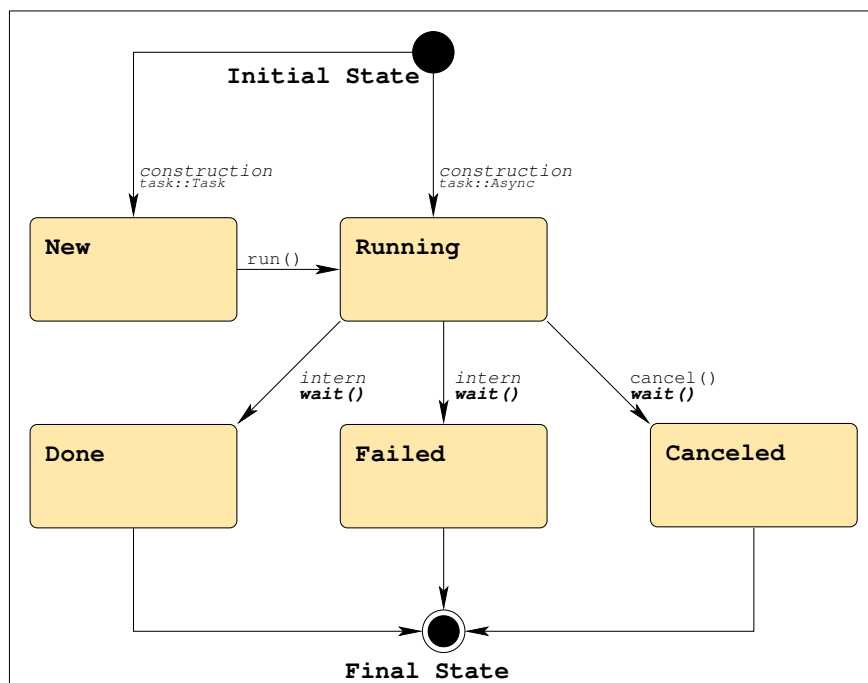 Initial State
construction
task::Task
construction
task::Async
New
run()
Running
intern
wait()
intern
wait()
cancel()
wait()
Done
Failed
Canceled
Final State